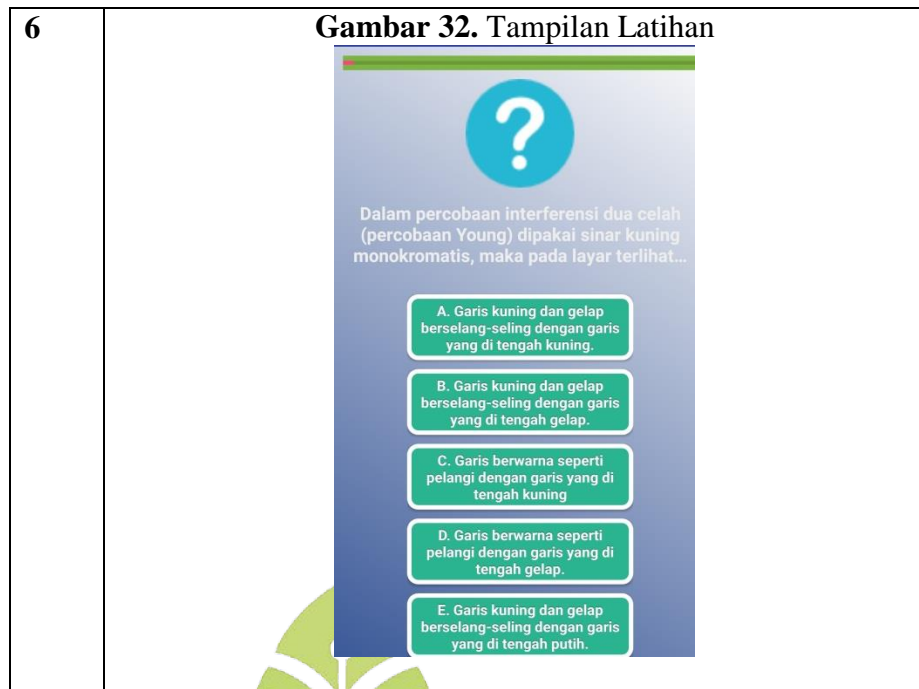 6
Gambar 32. Tampilan Latihan
?
Dalam percobaan interferensi dua celah
(percobaan Young) dipakai sinar kuning
monokromatis, maka pada layar terlihat...
A. Garis kuning dan gelap
berselang-seling dengan garis
yang di tengah kuning.
B. Garis kuning dan gelap
berselang-seling dengan garis
yang di tengah gelap.
C. Garis berwarna seperti
pelangi dengan garis yang di
tengah kuning
D. Garis berwarna seperti
pelangi dengan garis yang di
tengah gelap.
E. Garis kuning dan gelap
berselang-seling dengan garis
yang di tengah putih.